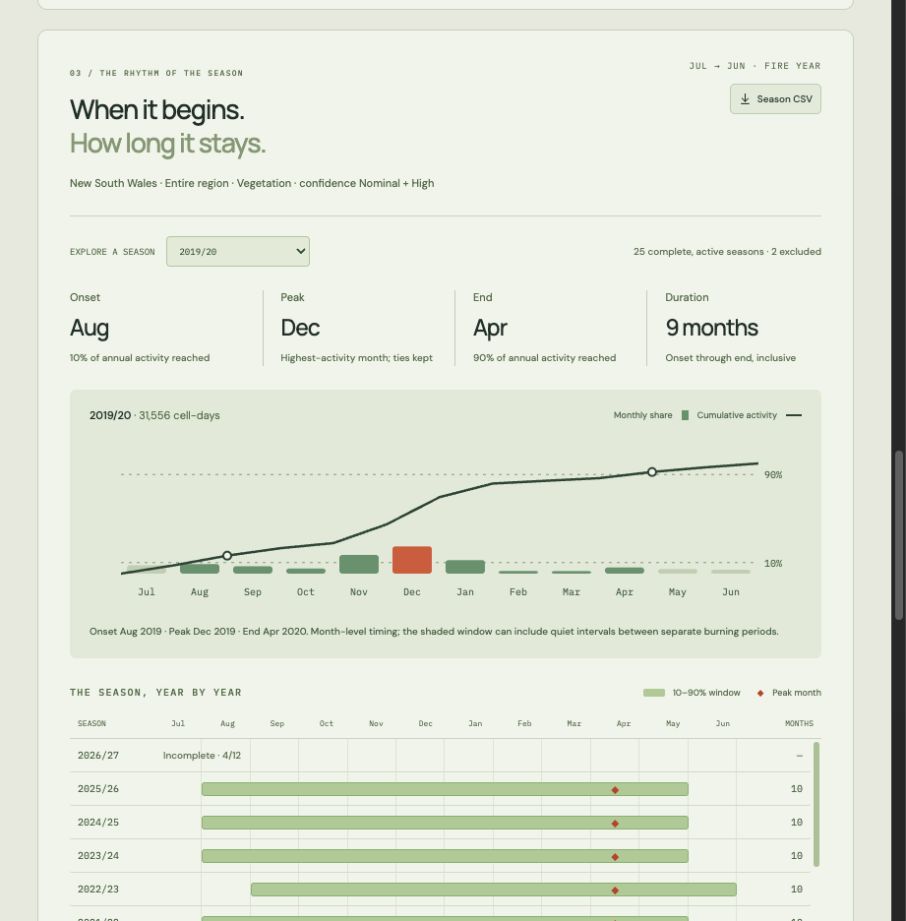 03 / THE RHYTHM OF THE SEASON
JUL → JUN · FIRE YEAR
Season CSV
When it begins.
How long it stays.
New South Wales · Entire region · Vegetation · confidence Nominal + High
EXPLORE A SEASON 2019/20 25 complete, active seasons · 2 excluded
Onset Peak End Duration
Aug Dec Apr 9 months
10% of annual activity reached Highest-activity month; ties kept 90% of annual activity reached Onset through end, inclusive
2019/20 · 31,556 cell-days Monthly share Cumulative activity
90%
10%
Jul Aug Sep Oct Nov Dec Jan Feb Mar Apr May Jun
Onset Aug 2019 · Peak Dec 2019 · End Apr 2020. Month-level timing; the shaded window can include quiet intervals between separate burning periods.
THE SEASON, YEAR BY YEAR 10–90% window Peak month
SEASON Jul Aug Sep Oct Nov Dec Jan Feb Mar Apr May Jun MONTHS
2026/27 Incomplete · 4/12 —
2025/26 10
2024/25 10
2023/24 10
2022/23 10